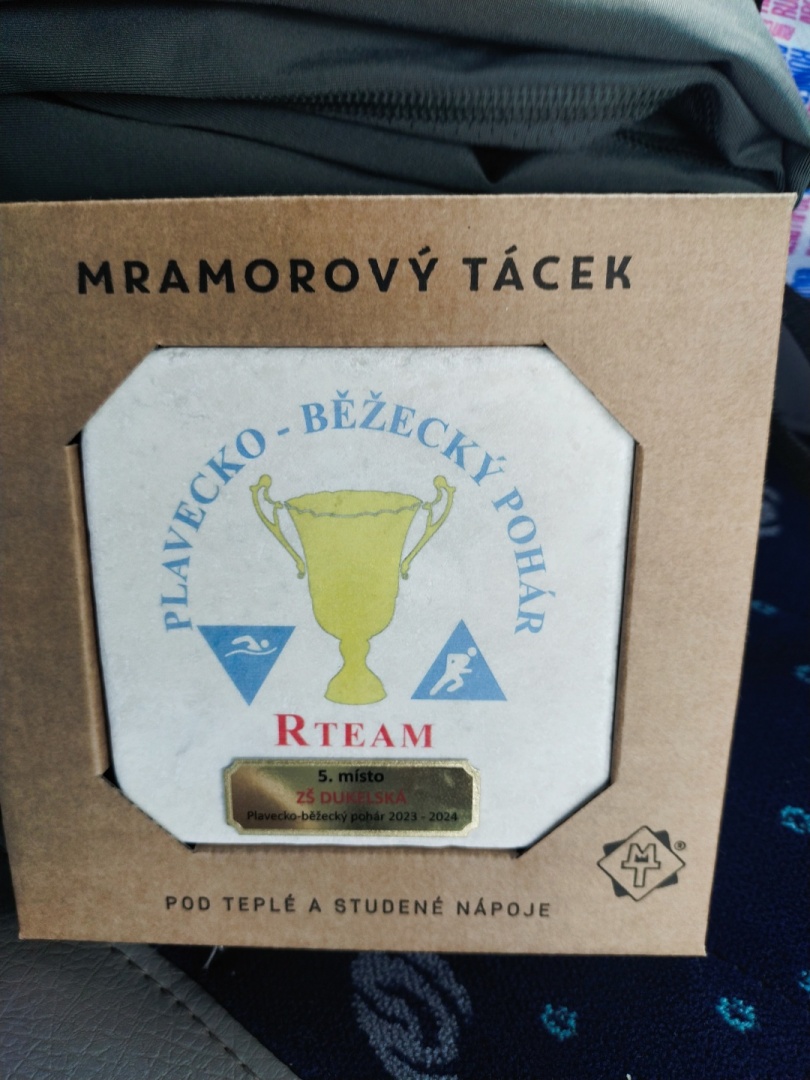 MRAMOROVÝ TÁCEK
PLAVECKO - BĚŽECKÝ POHÁR
RTEAM
5. místo
ZŠ DUKELSKÁ
Plavecko-běžecký pohár 2023 - 2024
MT®
POD TEPLÉ A STUDENÉ NÁPOJE